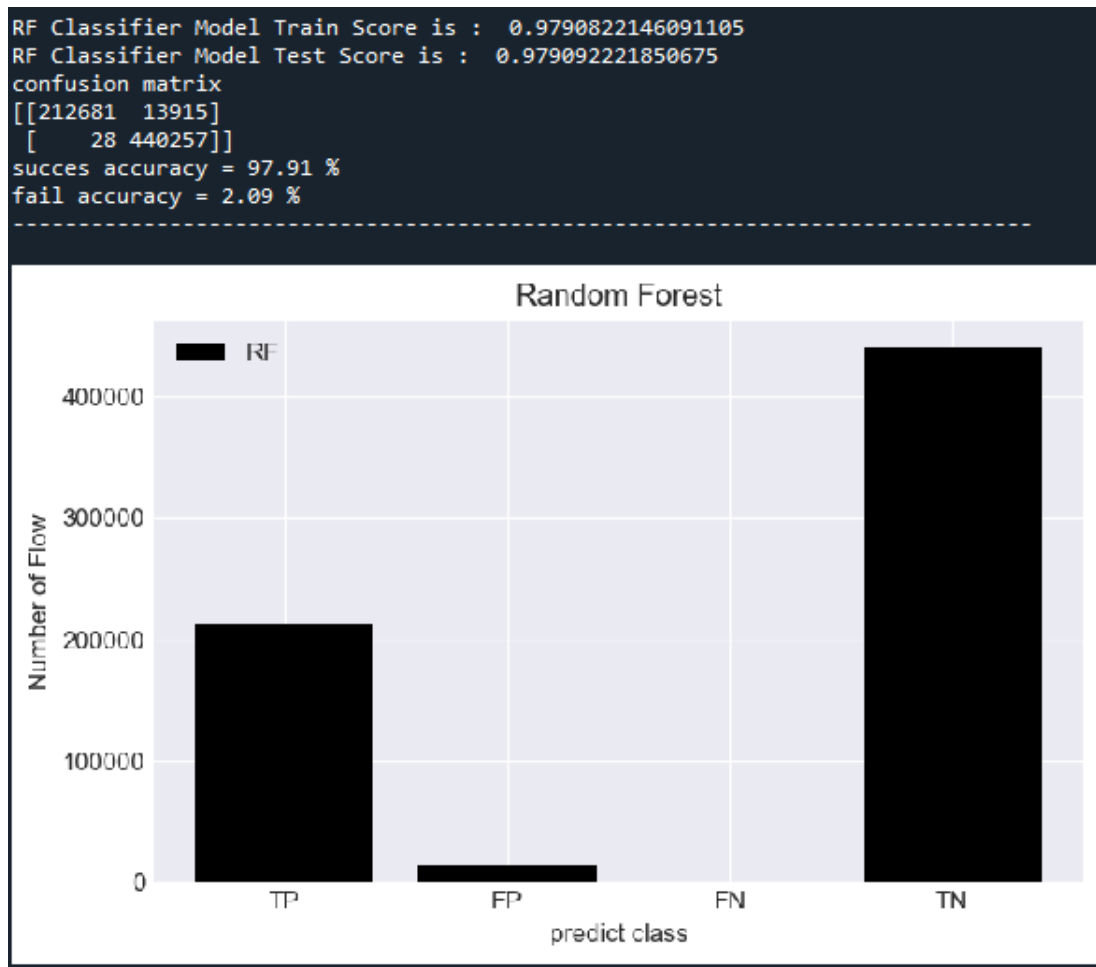 RF Classifier Model Train Score is :  0.9790822146091105
RF Classifier Model Test Score is :  0.979092221850675
confusion matrix
[[212681  13915]
 [    28 440257]]
succes accuracy = 97.91 %
fail accuracy = 2.09 %
-------------------------------------------------------------------------------
Random Forest
RF
400000
300000
200000
100000
0
Number of Flow
TP FP FN TN
predict class